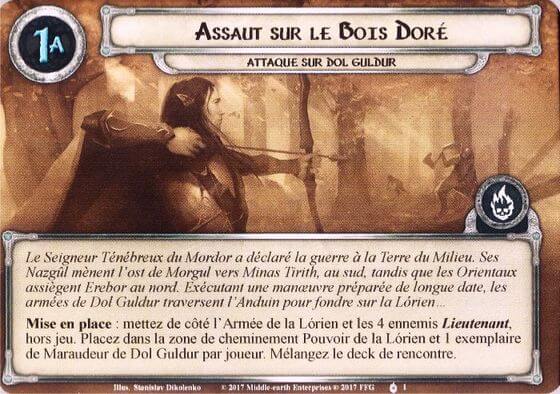 1A
Assaut sur le Bois Doré
Attaque sur Dol Guldur
Le Seigneur Ténébreux du Mordor a déclaré la guerre à la Terre du Milieu. Ses
Nazgûl mènent l'ost de Morgul vers Minas Tirith, au sud, tandis que les Orientaux
assiègent Erebor au nord. Exécutant une manœuvre préparée de longue date, les
armées de Dol Guldur traversent l'Anduin pour fondre sur la Lórien...
Mise en place : mettez de côté l'Armée de la Lórien et les 4 ennemis Lieutenant,
hors jeu. Placez dans la zone de cheminement Pouvoir de la Lórien et 1 exemplaire
de Maraudeur de Dol Guldur par joueur. Mélangez le deck de rencontre.
Illus. Stanislav Dikolenko © 2017 Middle-earth Enterprises ® 2017 FFG 1